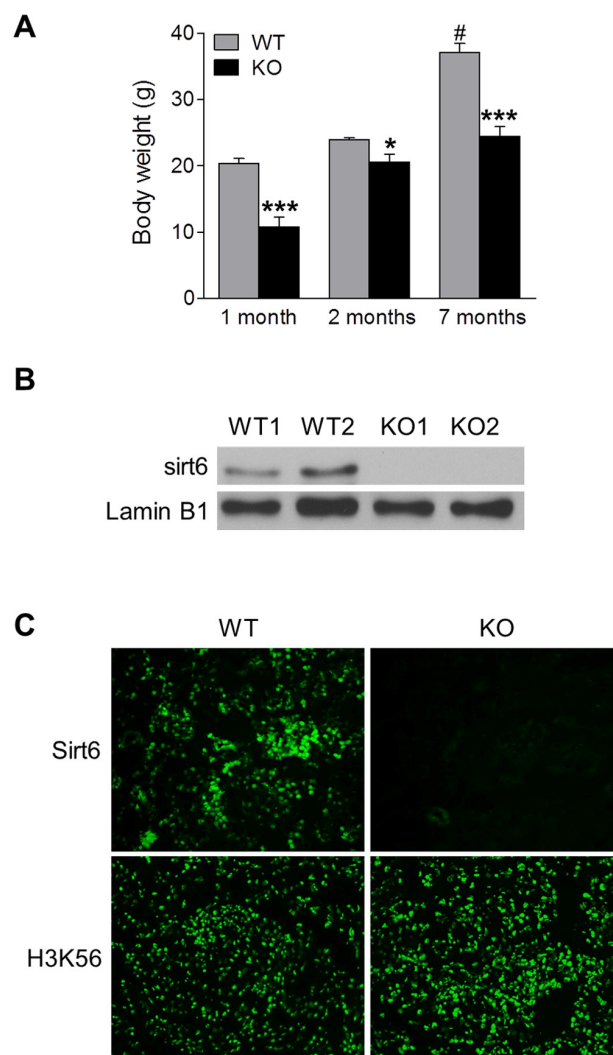 A
Body weight (g)
40
30
20
10
0
WT
KO
***
*
#
***
1 month 2 months 7 months
B
WT1 WT2 KO1 KO2
sirt6
Lamin B1
C
WT KO
Sirt6
H3K56